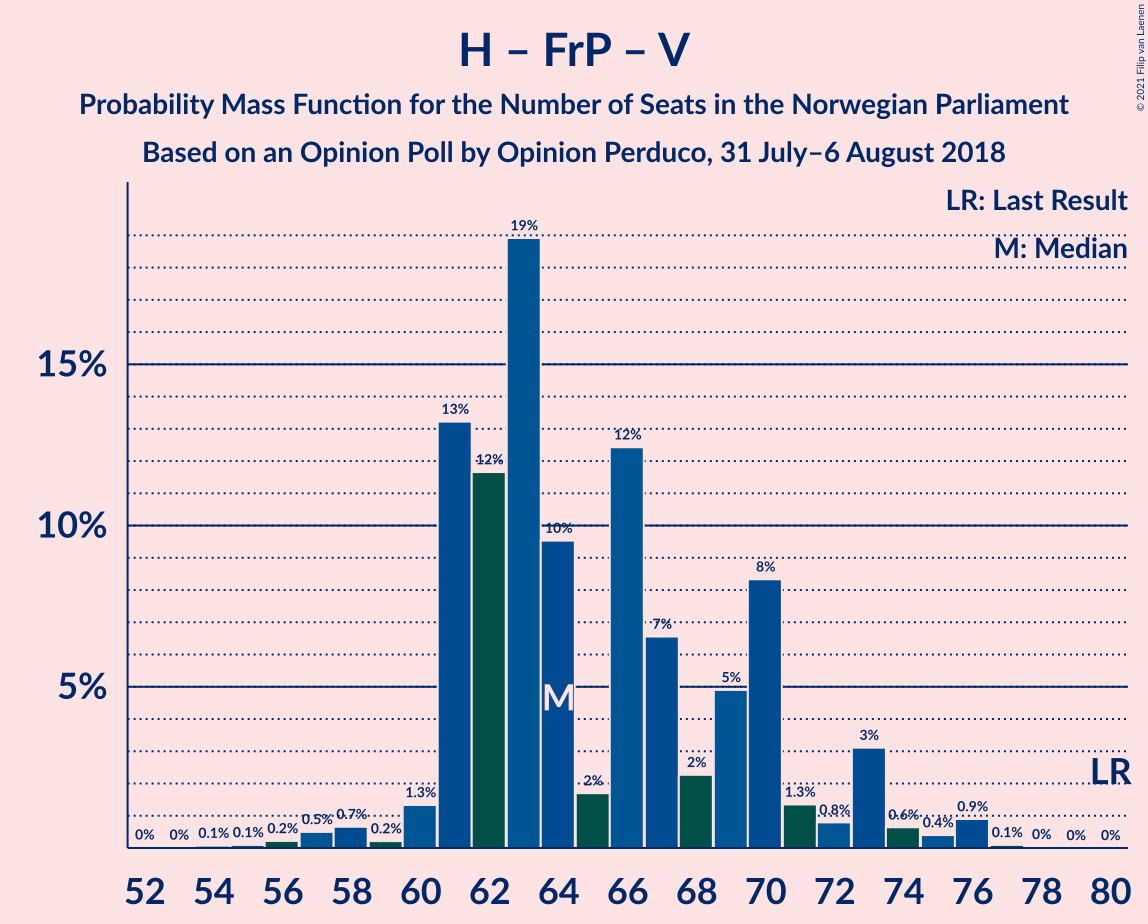 H – FrP – V
Probability Mass Function for the Number of Seats in the Norwegian Parliament
Based on an Opinion Poll by Opinion Perduco, 31 July–6 August 2018
© 2021 Filip van Laenen
LR: Last Result
M: Median
15%
10%
5%
0% 0% 0.1% 0.1% 0.2% 0.5% 0.7% 0.2% 1.3% 13% 12% 19% 10% 2% 12% 7% 2% 5% 8% 1.3% 0.8% 3% 0.6% 0.4% 0.9% 0.1% 0% 0% 0%
M
LR
52 54 56 58 60 62 64 66 68 70 72 74 76 78 80